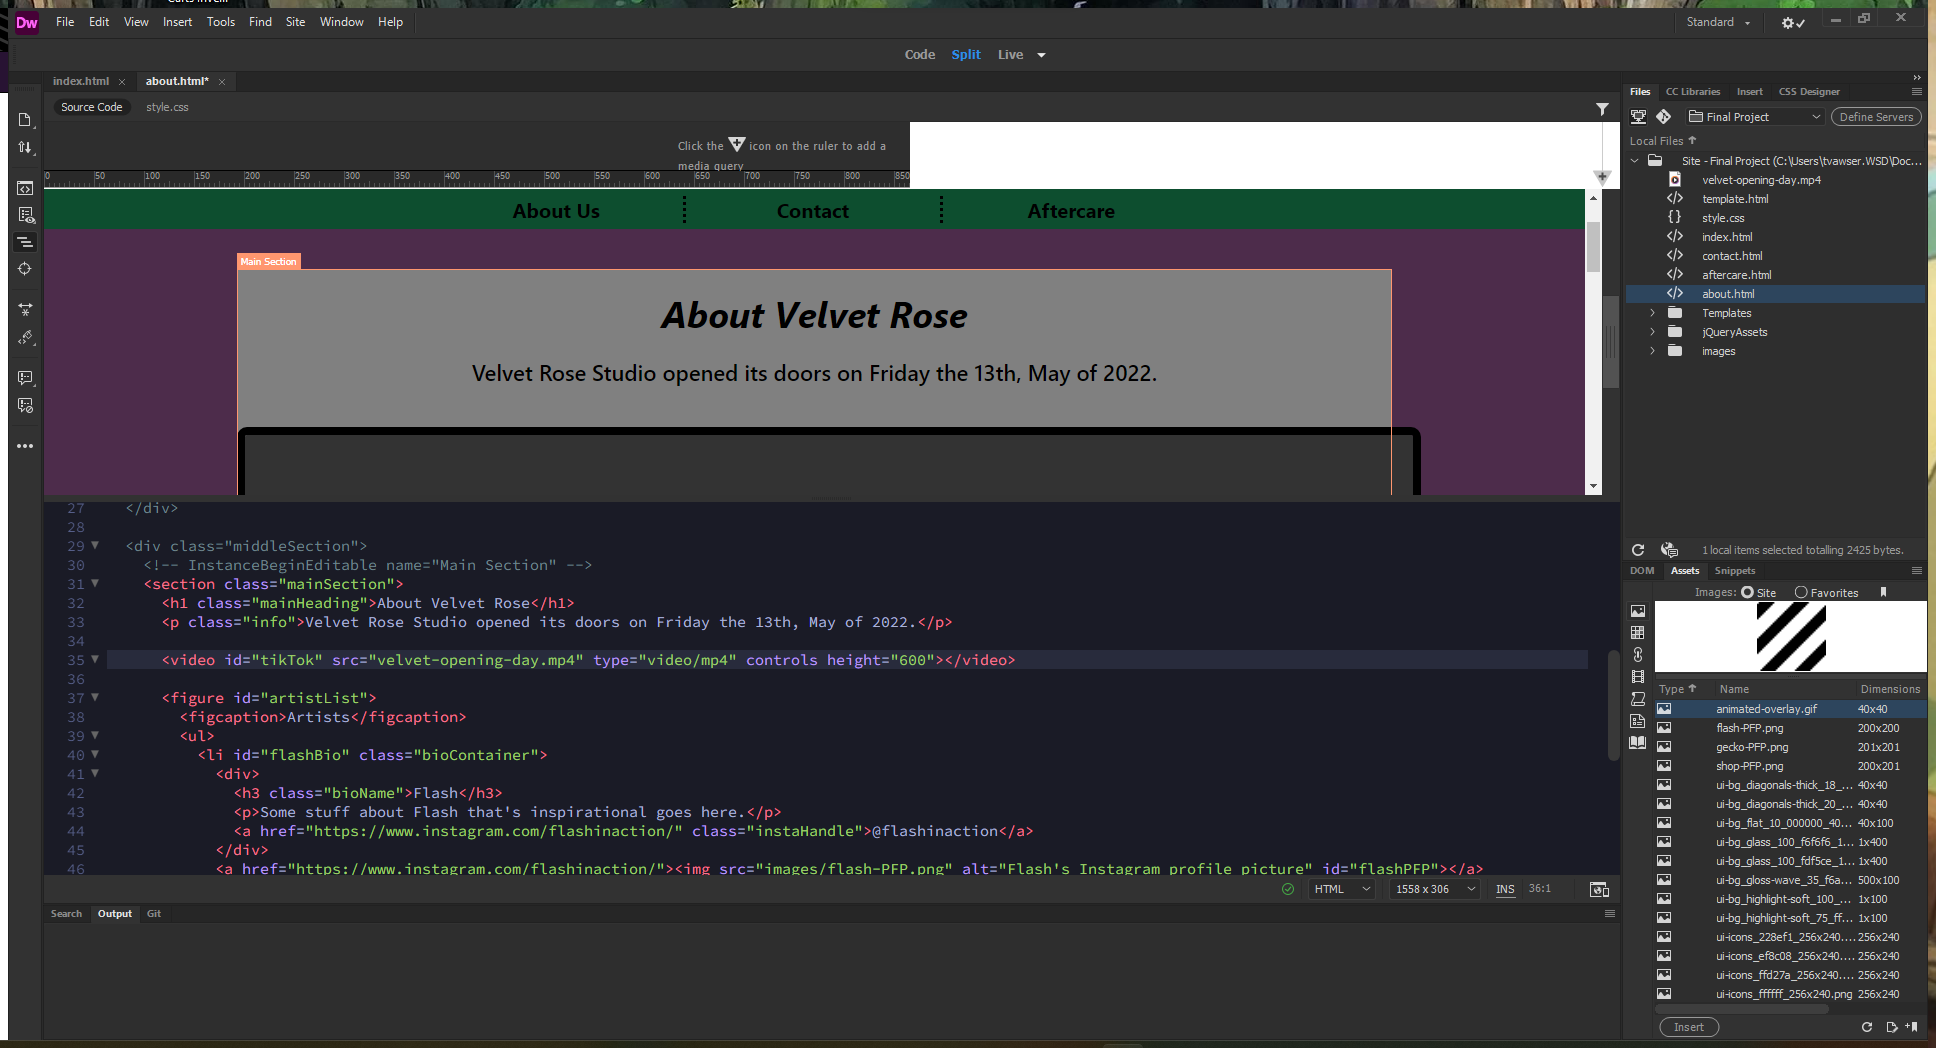 Dw File Edit View Insert Tools Find Site Window Help Standard
Code Split Live
index.html about.html*
Source Code style.css
Click the icon on the ruler to add a
media query
0 50 100 150 200 250 300 350 400 450 500 550 600 650 700 750 800 850
About Us Contact Aftercare
Main Section
About Velvet Rose
Velvet Rose Studio opened its doors on Friday the 13th, May of 2022.
27 </div>
28
29 <div class="middleSection">
30 <!-- InstanceBeginEditable name="Main Section" -->
31 <section class="mainSection">
32 <h1 class="mainHeading">About Velvet Rose</h1>
33 <p class="info">Velvet Rose Studio opened its doors on Friday the 13th, May of 2022.</p>
34
35 <video id="tikTok" src="velvet-opening-day.mp4" type="video/mp4" controls height="600"></video>
36
37 <figure id="artistList">
38 <figcaption>Artists</figcaption>
39 <ul>
40 <li id="flashBio" class="bioContainer">
41 <div>
42 <h3 class="bioName">Flash</h3>
43 <p>Some stuff about Flash that's inspirational goes here.</p>
44 <a href="https://www.instagram.com/flashinaction/" class="instaHandle">@flashinaction</a>
45 </div>
46 <a href="https://www.instagram.com/flashinaction/"><img src="images/flash-PFP.png" alt="Flash's Instagram profile picture" id="flashPFP"></a>
HTML 1558 x 306 INS 36:1
Search Output Git
Files CC Libraries Insert CSS Designer
Final Project Define Servers
Local Files
Site - Final Project (C:\Users\tvawser.WSD\Doc...
velvet-opening-day.mp4
template.html
style.css
index.html
contact.html
aftercare.html
about.html
Templates
jQueryAssets
images
1 local items selected totalling 2425 bytes.
DOM Assets Snippets
Images: Site Favorites
Type Name Dimensions
animated-overlay.gif 40x40
flash-PFP.png 200x200
gecko-PFP.png 201x201
shop-PFP.png 200x201
ui-bg_diagonals-thick_18_... 40x40
ui-bg_diagonals-thick_20_... 40x40
ui-bg_flat_10_000000_40... 40x100
ui-bg_glass_100_f6f6f6_1... 1x400
ui-bg_glass_100_fdf5ce_1... 1x400
ui-bg_gloss-wave_35_f6a... 500x100
ui-bg_highlight-soft_100_... 1x100
ui-bg_highlight-soft_75_ff... 1x100
ui-icons_228ef1_256x240.... 256x240
ui-icons_ef8c08_256x240.... 256x240
ui-icons_ffd27a_256x240.... 256x240
ui-icons_ffffff_256x240.png 256x240
Insert